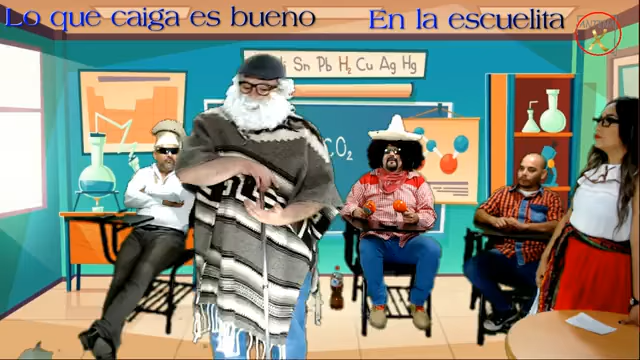 Lo que caiga es bueno En la escuelita
Sn Pb H₂ Cu Ag Hg
CO₂